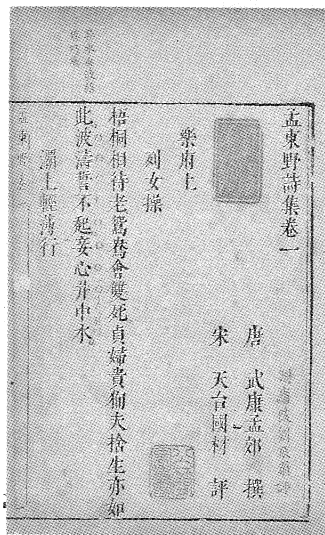 孟東野詩集卷一
唐 武康孟郊 撰
宋 天台國材 評
樂府上
列女操
梧桐相待老鴛鴦會雙死貞婦貴徇夫捨生亦如
此波濤誓不起妾心井中水
灞上輕薄行